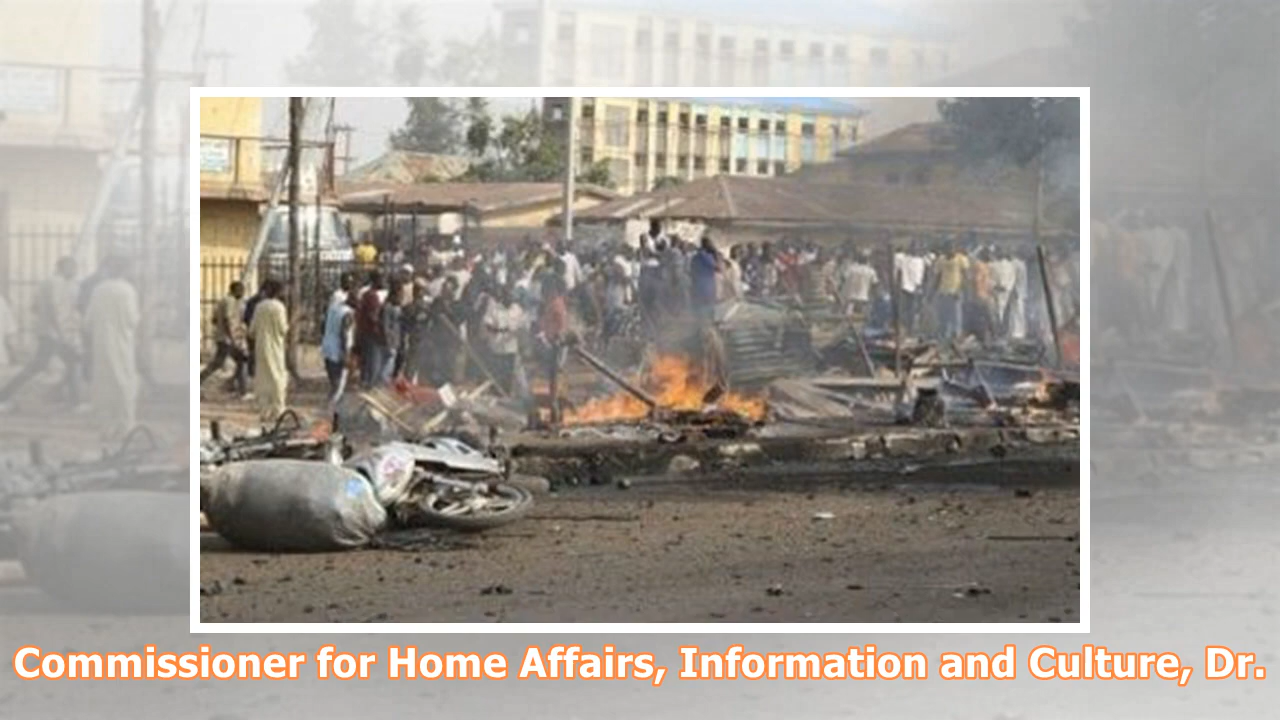 Commissioner for Home Affairs, Information and Culture, Dr.